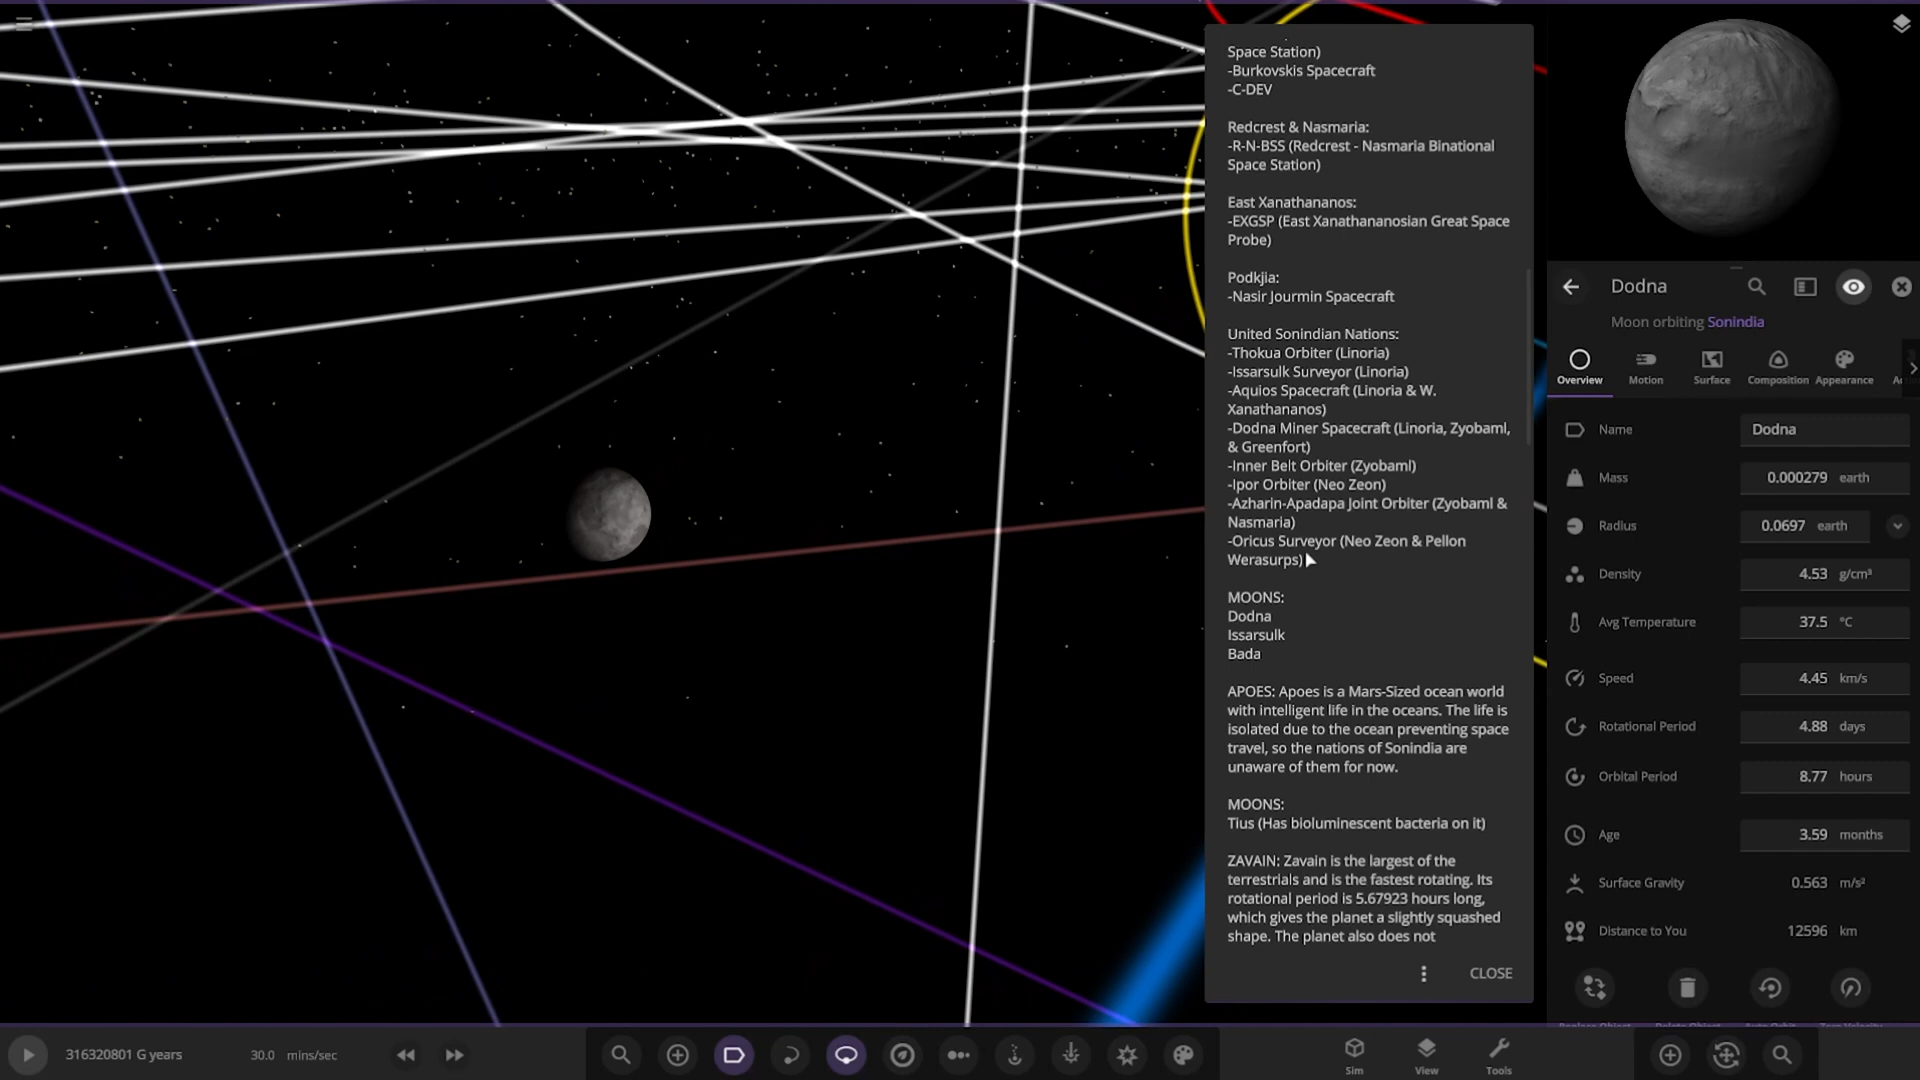 Space Station)
-Burkovskis Spacecraft
-C-DEV
Redcrest & Nasmaria:
-R-N-BSS (Redcrest - Nasmaria Binational
Space Station)
East Xanathananos:
-EXGSP (East Xanathananosian Great Space
Probe)
Podkjia:
-Nasir Jourmin Spacecraft
United Sonindian Nations:
-Thokua Orbiter (Linoria)
-Issarsulk Surveyor (Linoria)
-Aquios Spacecraft (Linoria & W.
Xanathananos)
-Dodna Miner Spacecraft (Linoria, Zyobaml,
& Greenfort)
-Inner Belt Orbiter (Zyobaml)
-Ipor Orbiter (Neo Zeon)
-Azharin-Apadapa Joint Orbiter (Zyobaml &
Nasmaria)
-Oricus Surveyor (Neo Zeon & Pellon
Werasurps)
MOONS:
Dodna
Issarsulk
Bada
APOES: Apoes is a Mars-Sized ocean world
with intelligent life in the oceans. The life is
isolated due to the ocean preventing space
travel, so the nations of Sonindia are
unaware of them for now.
MOONS:
Tius (Has bioluminescent bacteria on it)
ZAVAIN: Zavain is the largest of the
terrestrials and is the fastest rotating. Its
rotational period is 5.67923 hours long,
which gives the planet a slightly squashed
shape. The planet also does not
CLOSE
Dodna
Moon orbiting Sonindia
Overview Motion Surface Composition Appearance
Name Dodna
Mass 0.000279 earth
Radius 0.0697 earth
Density 4.53 g/cm³
Avg Temperature 37.5 °C
Speed 4.45 km/s
Rotational Period 4.88 days
Orbital Period 8.77 hours
Age 3.59 months
Surface Gravity 0.563 m/s²
Distance to You 12596 km
316320801 G years 30.0 mins/sec
Sim View Tools